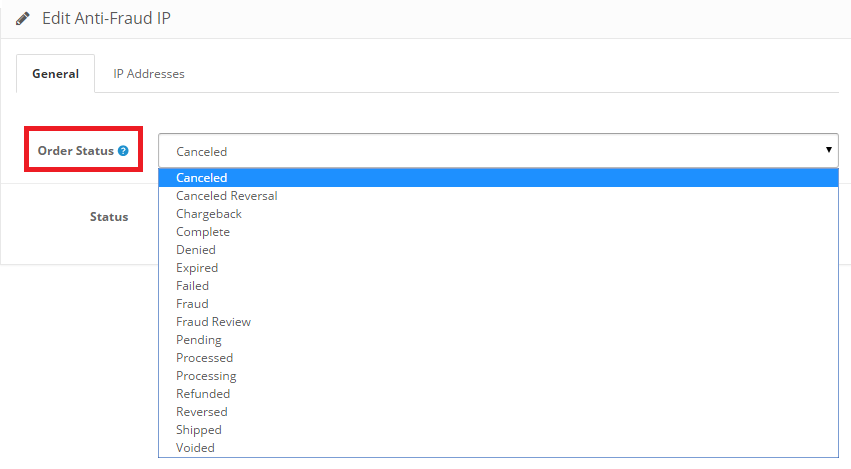 Edit Anti-Fraud IP
General IP Addresses
Order Status ?
Canceled
Canceled
Canceled Reversal
Chargeback
Complete
Denied
Expired
Failed
Fraud
Fraud Review
Pending
Processed
Processing
Refunded
Reversed
Shipped
Voided
Status